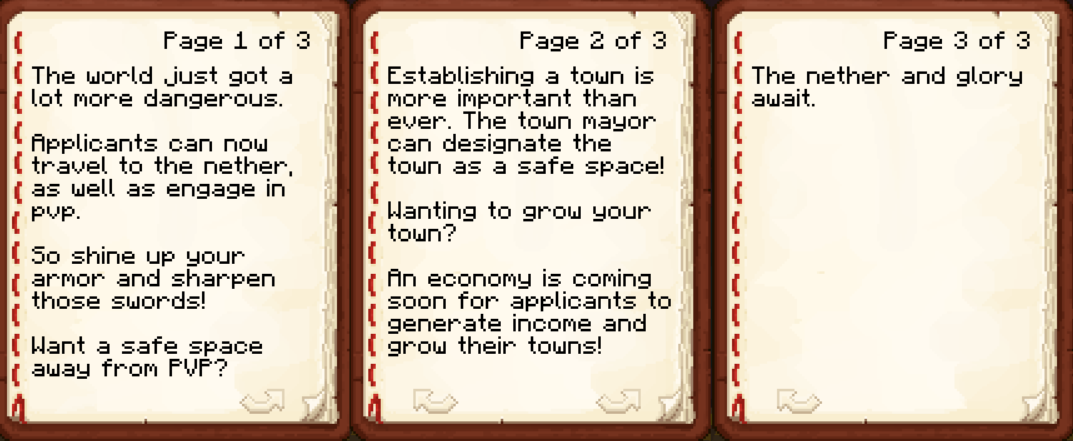 Page 1 of 3
The world just got a
lot more dangerous.
Applicants can now
travel to the nether,
as well as engage in
pvp.
So shine up your
armor and sharpen
those swords!
Want a safe space
away from PVP?
Page 2 of 3
Establishing a town is
more important than
ever. The town mayor
can designate the
town as a safe space!
Wanting to grow your
town?
An economy is coming
soon for applicants to
generate income and
grow their towns!
Page 3 of 3
The nether and glory
await.